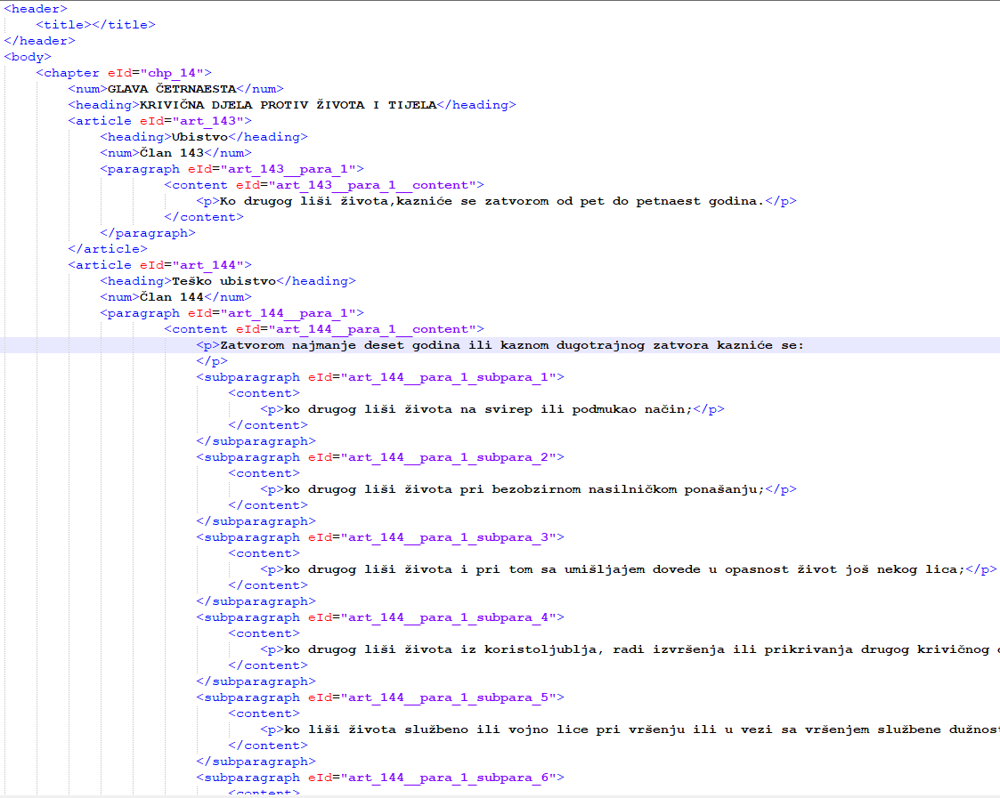 <header>
<title></title>
</header>
<body>
<chapter eId="chp_14">
<num>GLAVA ČETRNAESTA</num>
<heading>KRIVIČNA DJELA PROTIV ŽIVOTA I TIJELA</heading>
<article eId="art_143">
<heading>Ubistvo</heading>
<num>Član 143</num>
<paragraph eId="art_143__para_1">
<content eId="art_143__para_1__content">
<p>Ko drugog liši života,kazniće se zatvorom od pet do petnaest godina.</p>
</content>
</paragraph>
</article>
<article eId="art_144">
<heading>Teško ubistvo</heading>
<num>Član 144</num>
<paragraph eId="art_144__para_1">
<content eId="art_144__para_1__content">
<p>Zatvorom najmanje deset godina ili kaznom dugotrajnog zatvora kazniće se:
</p>
<subparagraph eId="art_144__para_1_subpara_1">
<content>
<p>ko drugog liši života na svirep ili podmukao način;</p>
</content>
</subparagraph>
<subparagraph eId="art_144__para_1_subpara_2">
<content>
<p>ko drugog liši života pri bezobzirnom nasilničkom ponašanju;</p>
</content>
</subparagraph>
<subparagraph eId="art_144__para_1_subpara_3">
<content>
<p>ko drugog liši života i pri tom sa umišljajem dovede u opasnost život još nekog lica;</p>
</content>
</subparagraph>
<subparagraph eId="art_144__para_1_subpara_4">
<content>
<p>ko drugog liši života iz koristoljublja, radi izvršenja ili prikrivanja drugog krivičnog
</content>
</subparagraph>
<subparagraph eId="art_144__para_1_subpara_5">
<content>
<p>ko liši života službeno ili vojno lice pri vršenju ili u vezi sa vršenjem službene dužnost
</content>
</subparagraph>
<subparagraph eId="art_144__para_1_subpara_6">
<content>